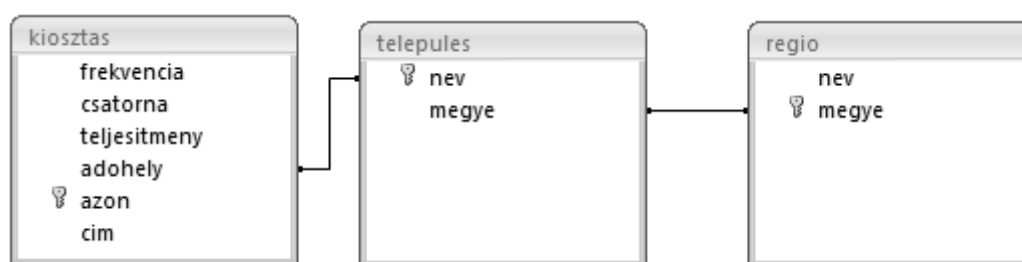 kiosztas
frekvencia
csatorna
teljesitmeny
adohely
azon
cim
telepules
nev
megye
regio
nev
megye